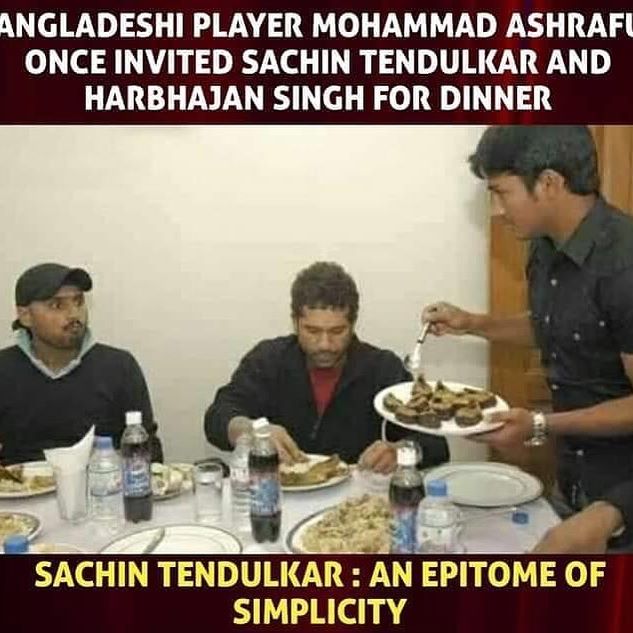 ANGLADESHI PLAYER MOHAMMAD ASHRAFU
ONCE INVITED SACHIN TENDULKAR AND
HARBHAJAN SINGH FOR DINNER
SACHIN TENDULKAR : AN EPITOME OF
SIMPLICITY